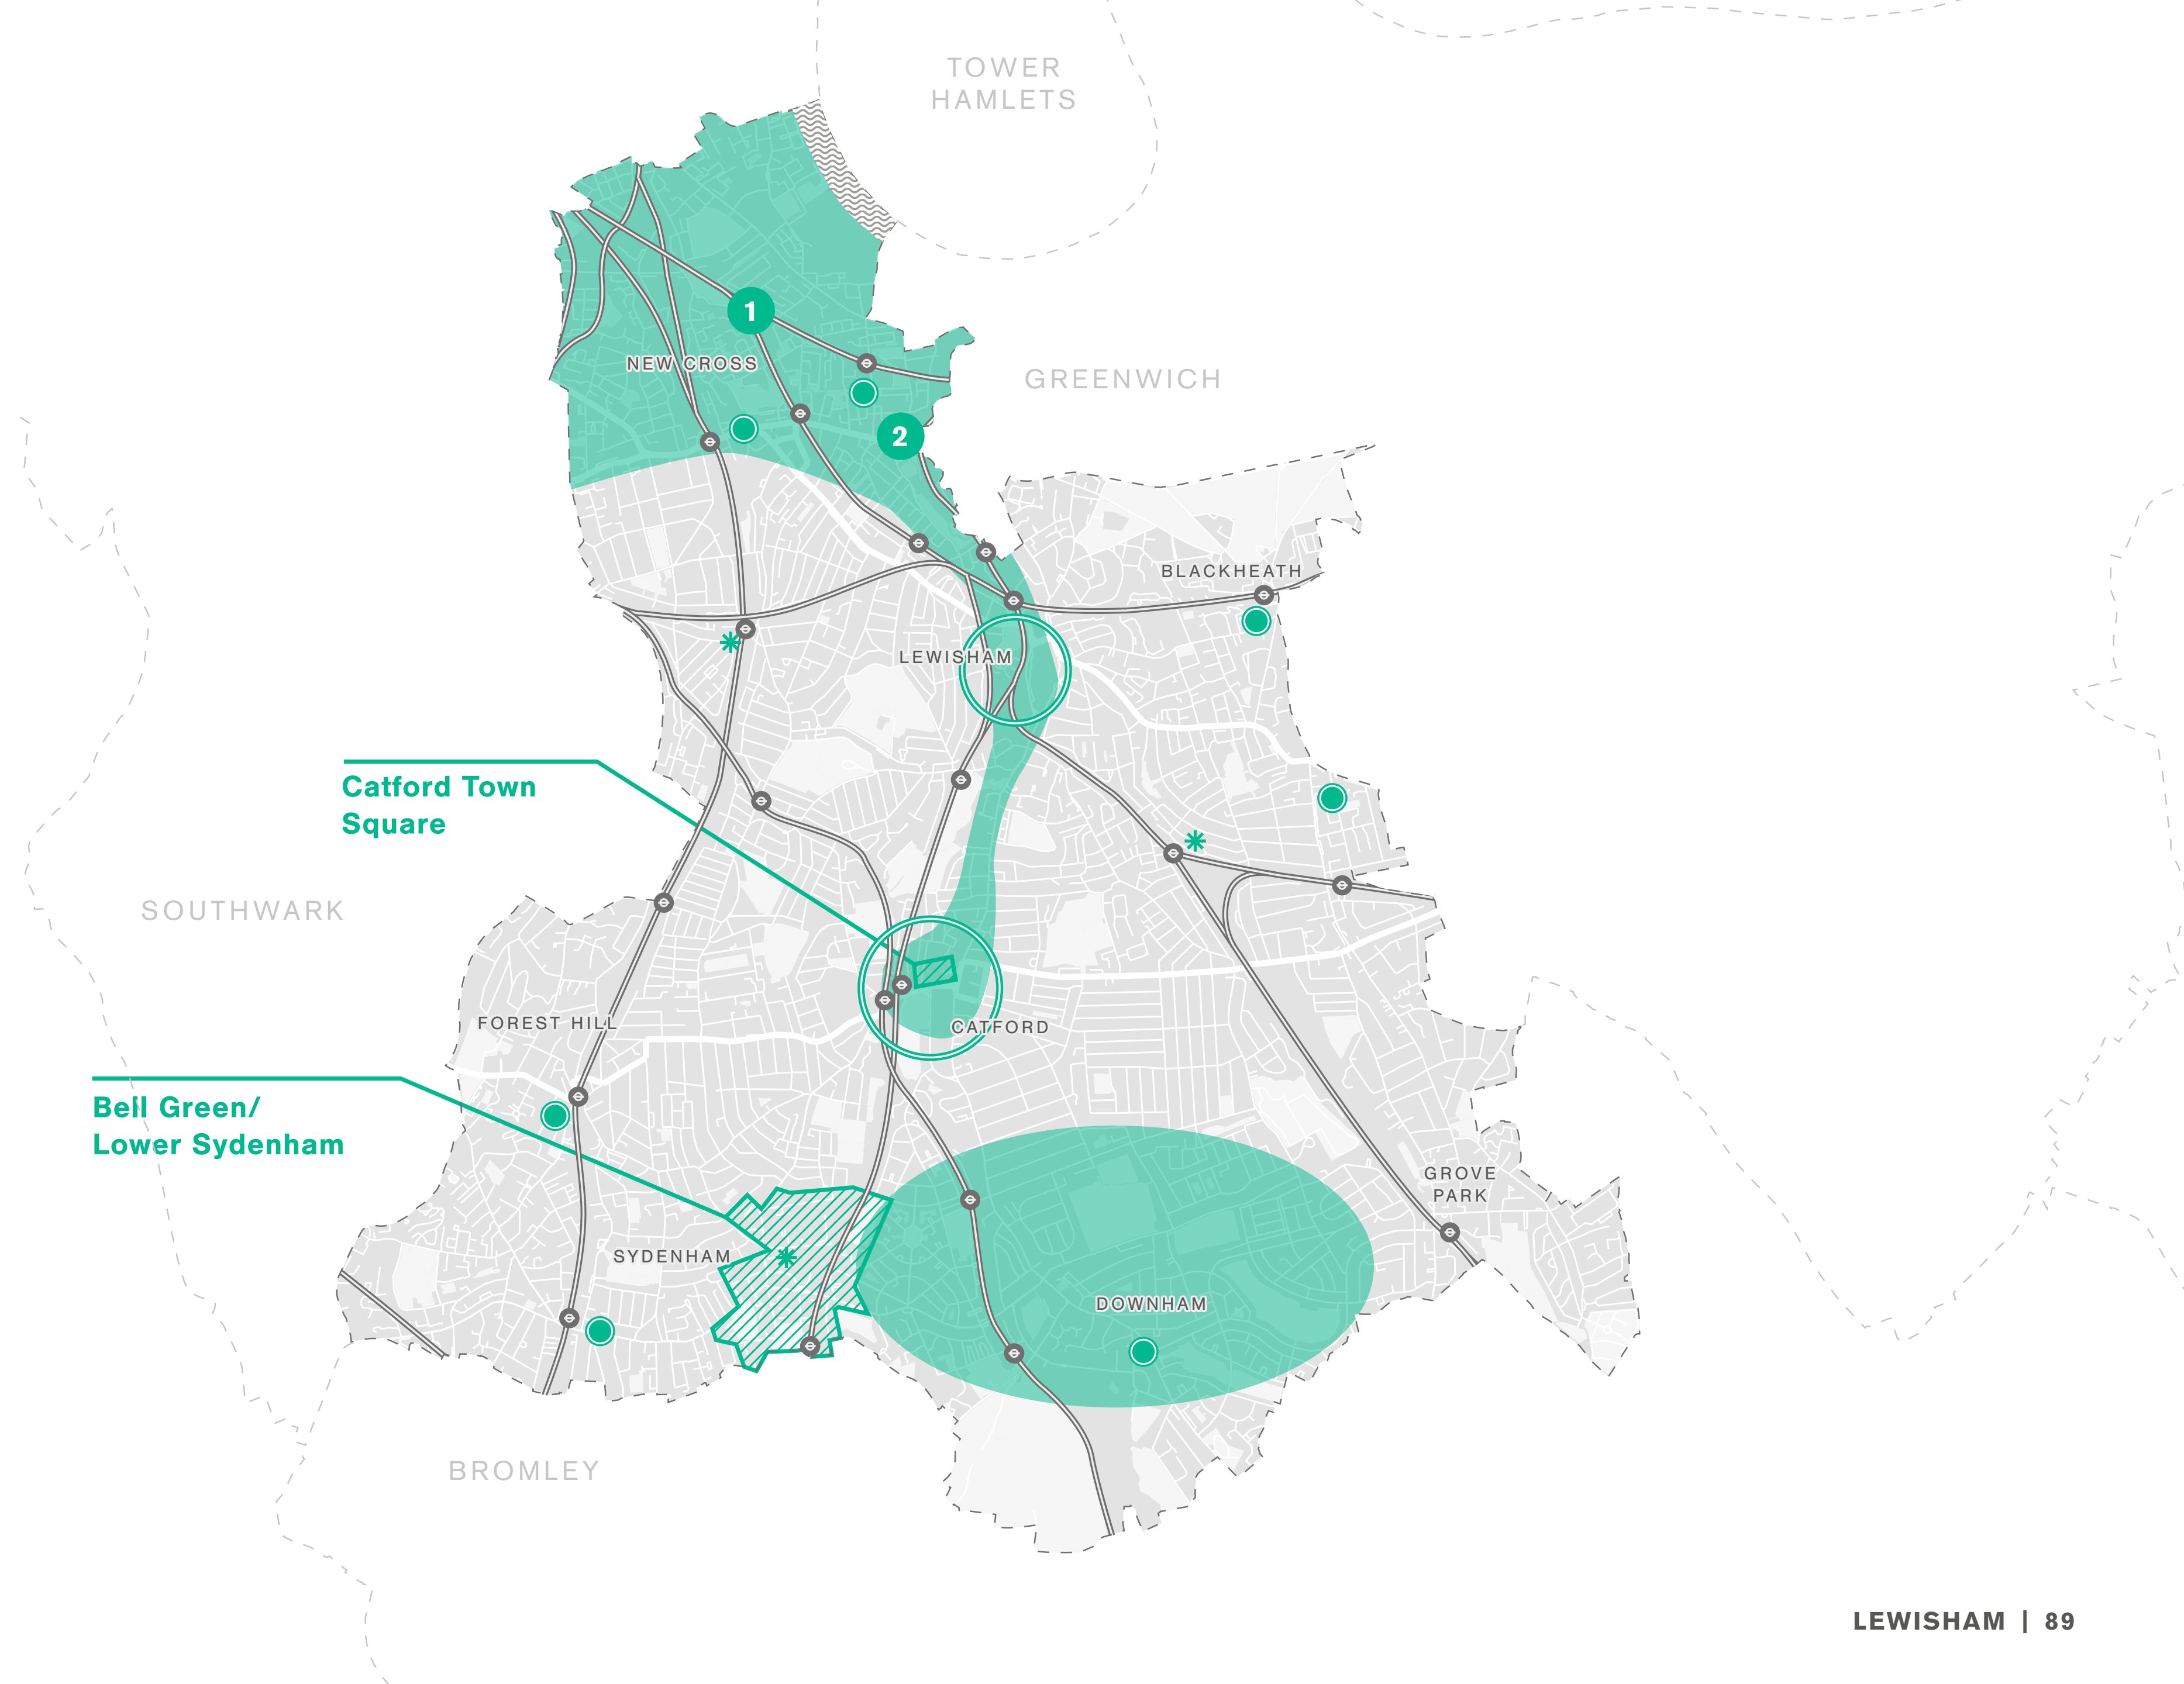 TOWER
HAMLETS
1
NEW CROSS
GREENWICH
2
BLACKHEATH
LEWISHAM
Catford Town
Square
SOUTHWARK
FOREST HILL
CATFORD
Bell Green/
Lower Sydenham
GROVE
PARK
SYDENHAM
DOWNHAM
BROMLEY
LEWISHAM | 89